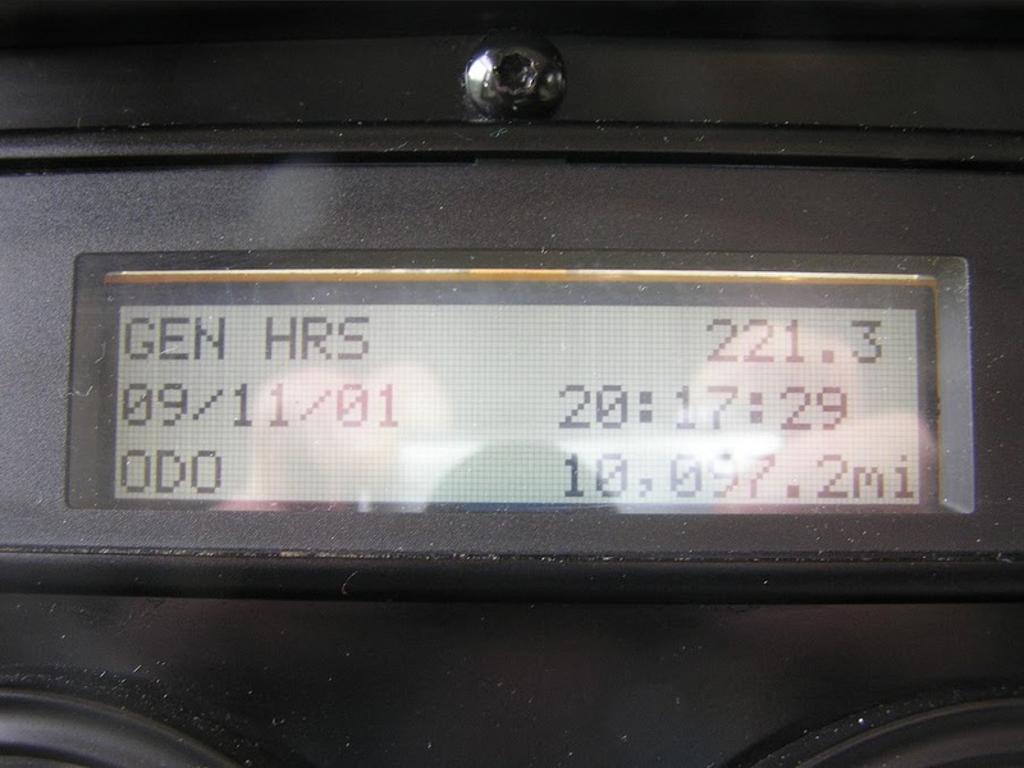 GEN HRS 221.3
09/11/01 20:17:29
ODO 10,097.2mi